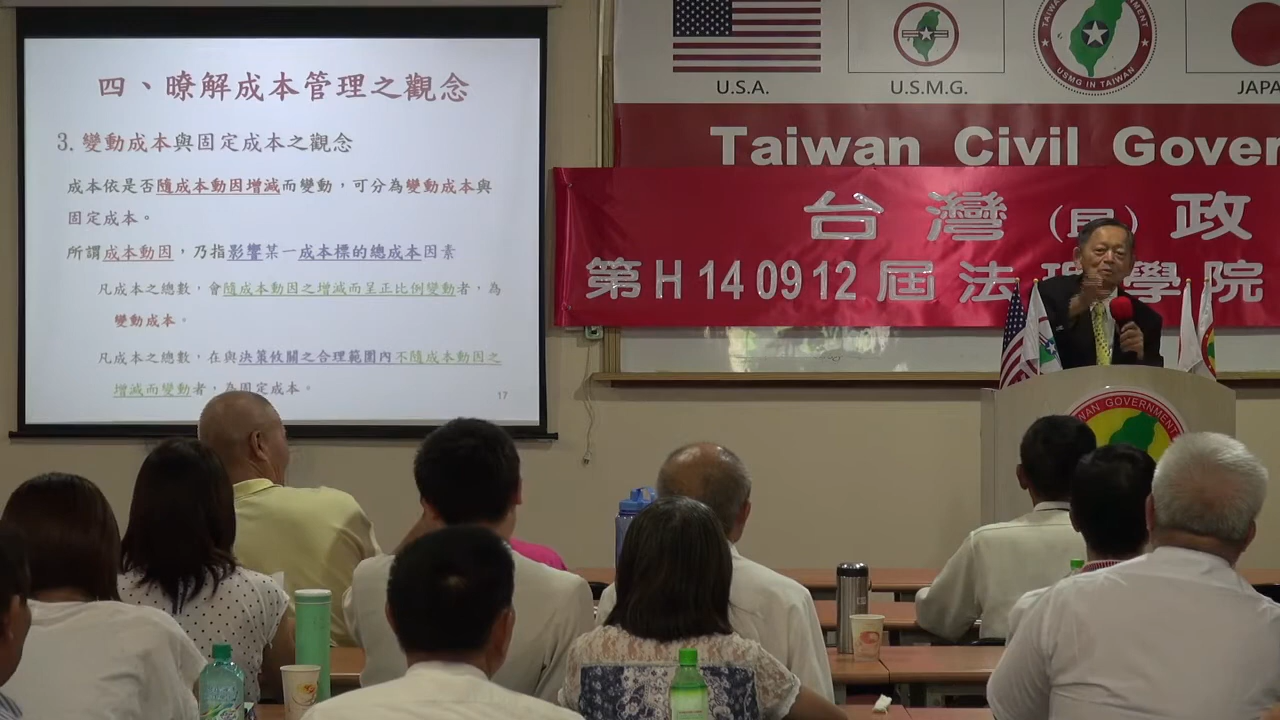 四、瞭解成本管理之觀念
3. 變動成本與固定成本之觀念
成本依是否隨成本動因增減而變動，可分為變動成本與
固定成本。
所謂成本動因，乃指影響某一成本標的總成本因素
凡成本之總數，會隨成本動因之增減而呈正比例變動者，為
變動成本。
凡成本之總數，在與決策攸關之合理範圍內不隨成本動因之
增減而變動者，為固定成本。
17
U.S.A.
U.S.M.G.
USMG IN TAIWAN
JAPA
Taiwan Civil Gover
台灣(民)政
第H140912屆法理學院
TAIWAN GOVERNMENT